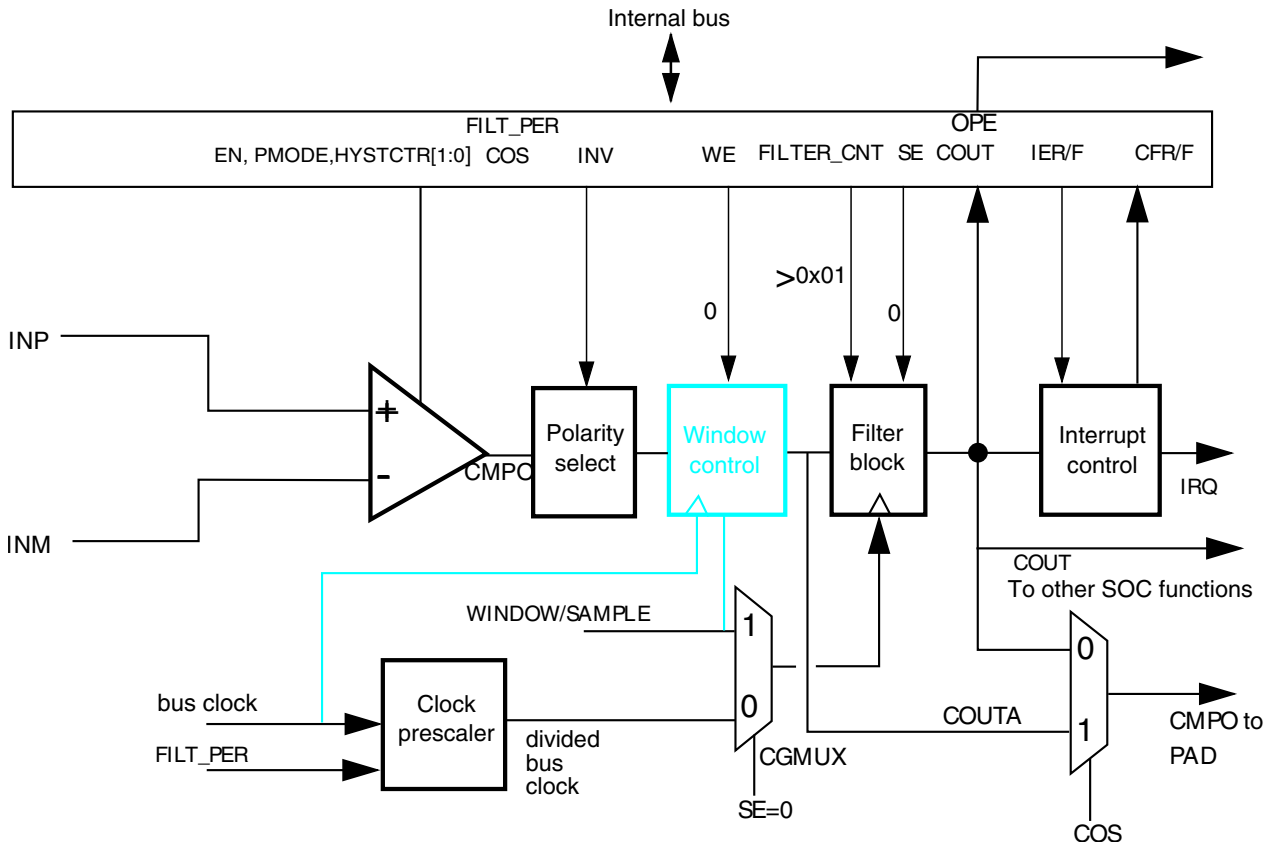 Internal bus
FILT_PER
OPE
EN, PMODE,HYSTCTR[1:0] COS INV WE FILTER_CNT SE COUT IER/F CFR/F
>0x01
0
0
INP
+
-
CMPO
Polarity
select
Window
control
Filter
block
Interrupt
control
IRQ
INM
COUT
To other SOC functions
WINDOW/SAMPLE
1
0
0
1
bus clock
Clock
prescaler
FILT_PER
divided
bus
clock
CGMUX
SE=0
COUTA
CMPO to
PAD
COS